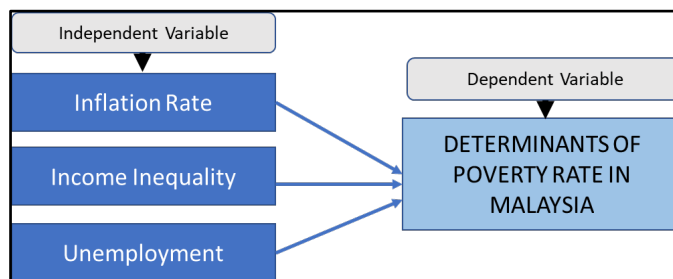 Independent Variable
Inflation Rate
Income Inequality
Unemployment
Dependent Variable
DETERMINANTS OF
POVERTY RATE IN
MALAYSIA